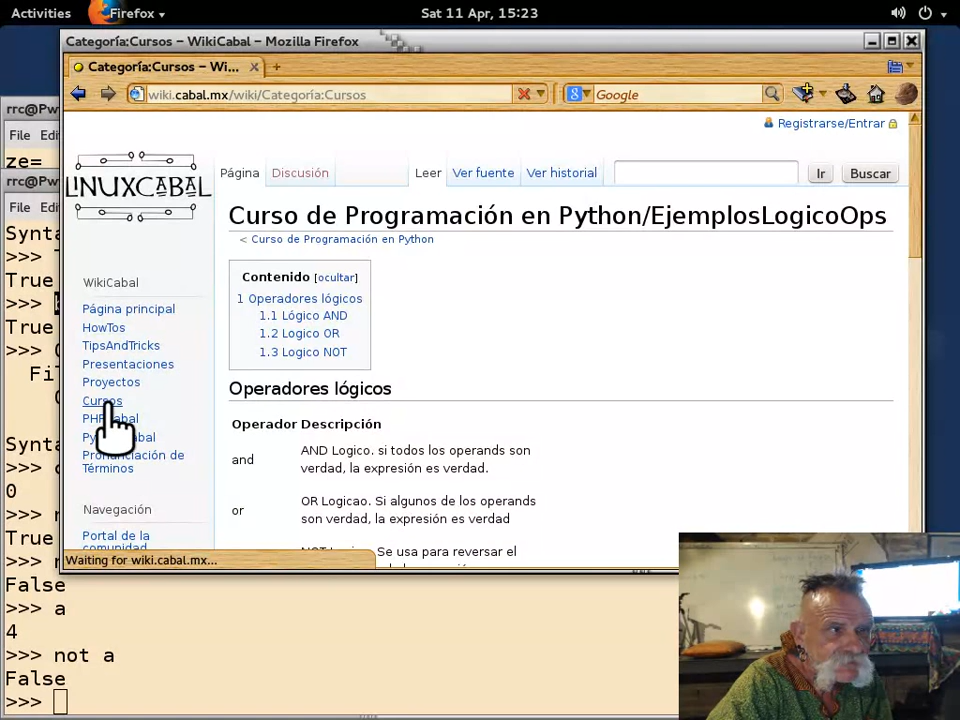 Activities Firefox Sat 11 Apr, 15:23
Categoría:Cursos – WikiCabal – Mozilla Firefox
Categoría:Cursos – Wi...
wiki.cabal.mx/wiki/Categoría:Cursos Google
Registrarse/Entrar
LINUXCABAL
Página Discusión Leer Ver fuente Ver historial Ir Buscar
Curso de Programación en Python/EjemplosLogicoOps
< Curso de Programación en Python
Contenido [ocultar]
1 Operadores lógicos
1.1 Lógico AND
1.2 Logico OR
1.3 Logico NOT
WikiCabal
Página principal
HowTos
TipsAndTricks
Presentaciones
Proyectos
Cursos
Términos
Navegación
Portal de la
comunidad
Operadores lógicos
Operador Descripción
and AND Logico. si todos los operands son
verdad, la expresión es verdad.
or OR Logicao. Si algunos de los operands
son verdad, la expresión es verdad
Se usa para reversar el
Waiting for wiki.cabal.mx...
rrc@Pw
File Edi
ze=
rrc@Pw
File Edi
Synta
>>>
True
>>>
True
>>>
Fi
Synta
>>>
0
>>>
True
>>>
False
>>> a
4
>>> not a
False
>>>